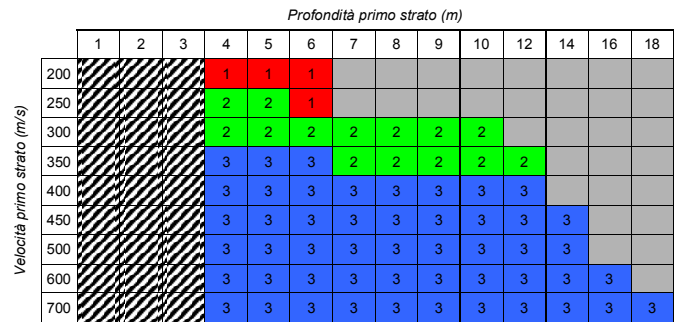 Profondità primo strato (m)
1 2 3 4 5 6 7 8 9 10 12 14 16 18
Velocità primo strato (m/s)
200 1 1 1
250 2 2 1
300 2 2 2 2 2 2 2
350 3 3 3 2 2 2 2 2
400 3 3 3 3 3 3 3 3
450 3 3 3 3 3 3 3 3 3
500 3 3 3 3 3 3 3 3 3
600 3 3 3 3 3 3 3 3 3 3
700 3 3 3 3 3 3 3 3 3 3 3